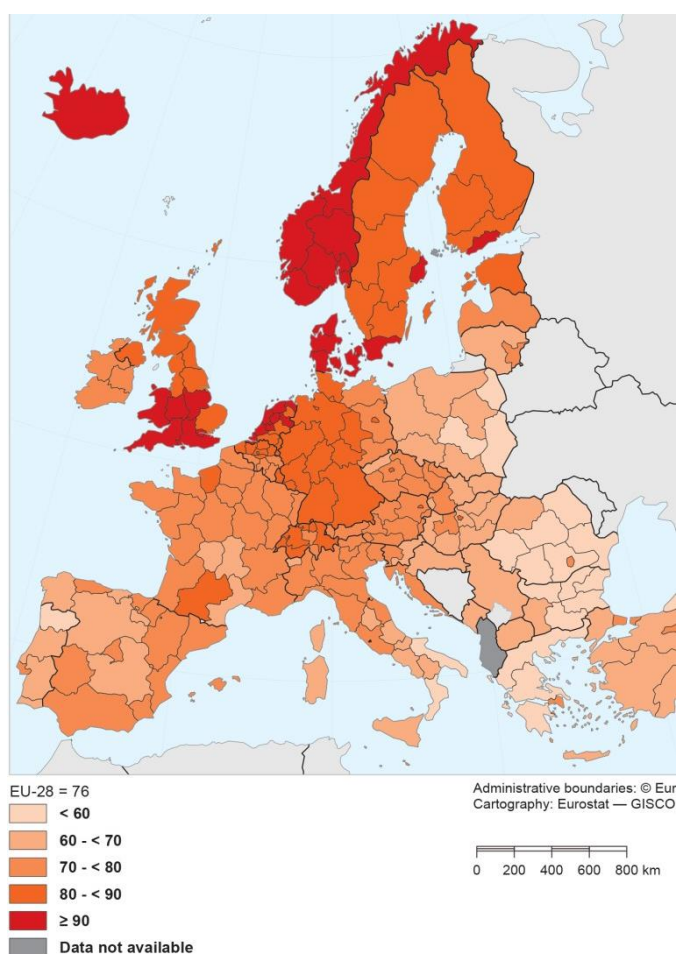 EU-28 = 76
< 60
60 - < 70
70 - < 80
80 - < 90
≥ 90
Data not available
Administrative boundaries: © Eur
Cartography: Eurostat — GISCO
0 200 400 600 800 km